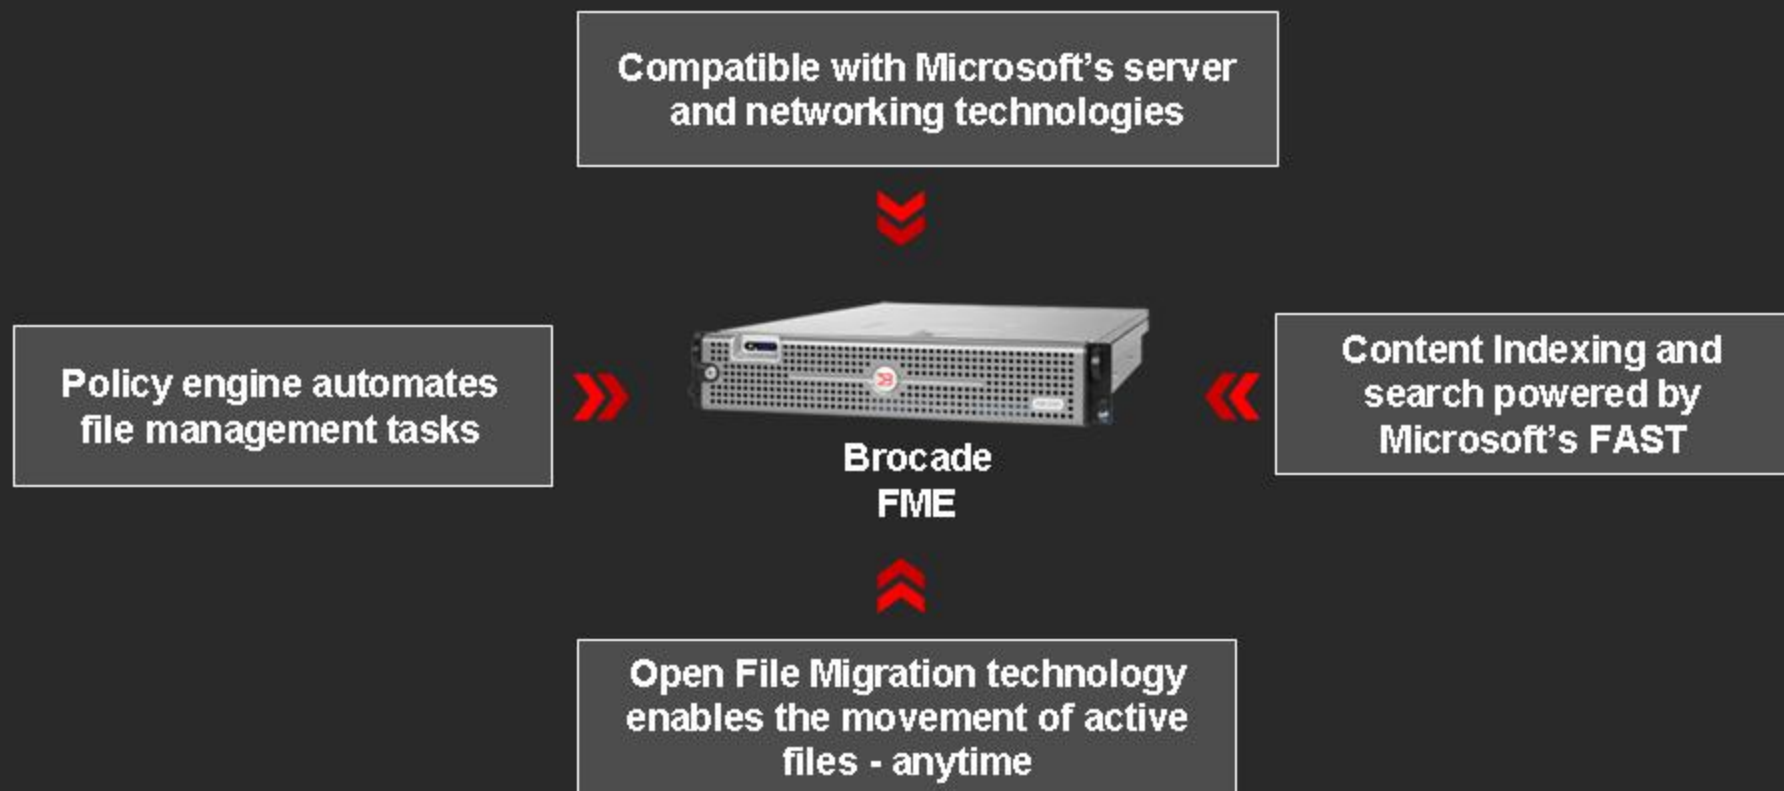 Compatible with Microsoft's server
and networking technologies
Policy engine automates
file management tasks
Content Indexing and
search powered by
Microsoft's FAST
Brocade
FME
Open File Migration technology
enables the movement of active
files - anytime